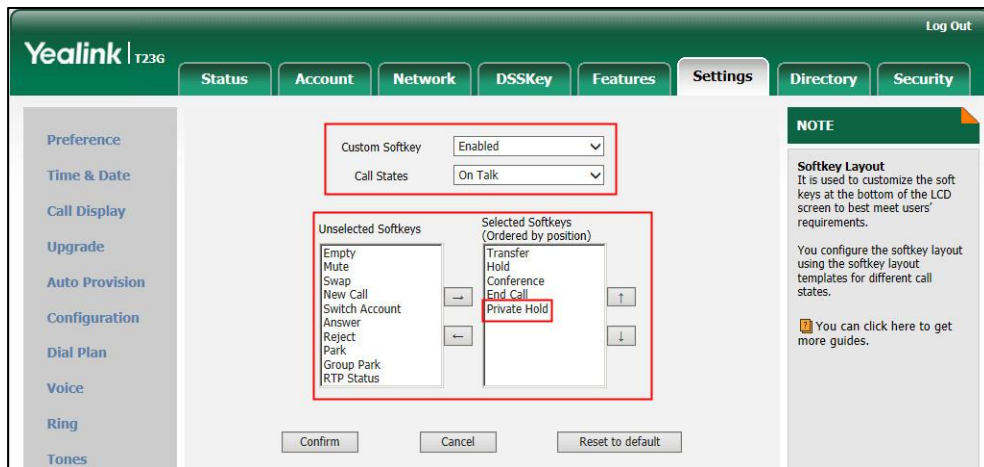 Log Out
Yealink | T23G
Status Account Network DSSKey Features Settings Directory Security
Preference
Time & Date
Call Display
Upgrade
Auto Provision
Configuration
Dial Plan
Voice
Ring
Tones
Custom Softkey Enabled
Call States On Talk
Unselected Softkeys
Empty
Mute
Swap
New Call
Switch Account
Answer
Reject
Park
Group Park
RTP Status
→
←
Selected Softkeys
(Ordered by position)
Transfer
Hold
Conference
End Call
Private Hold
↑
↓
Confirm Cancel Reset to default
NOTE
Softkey Layout
It is used to customize the soft
keys at the bottom of the LCD
screen to best meet users'
requirements.
You configure the softkey layout
using the softkey layout
templates for different call
states.
You can click here to get
more guides.